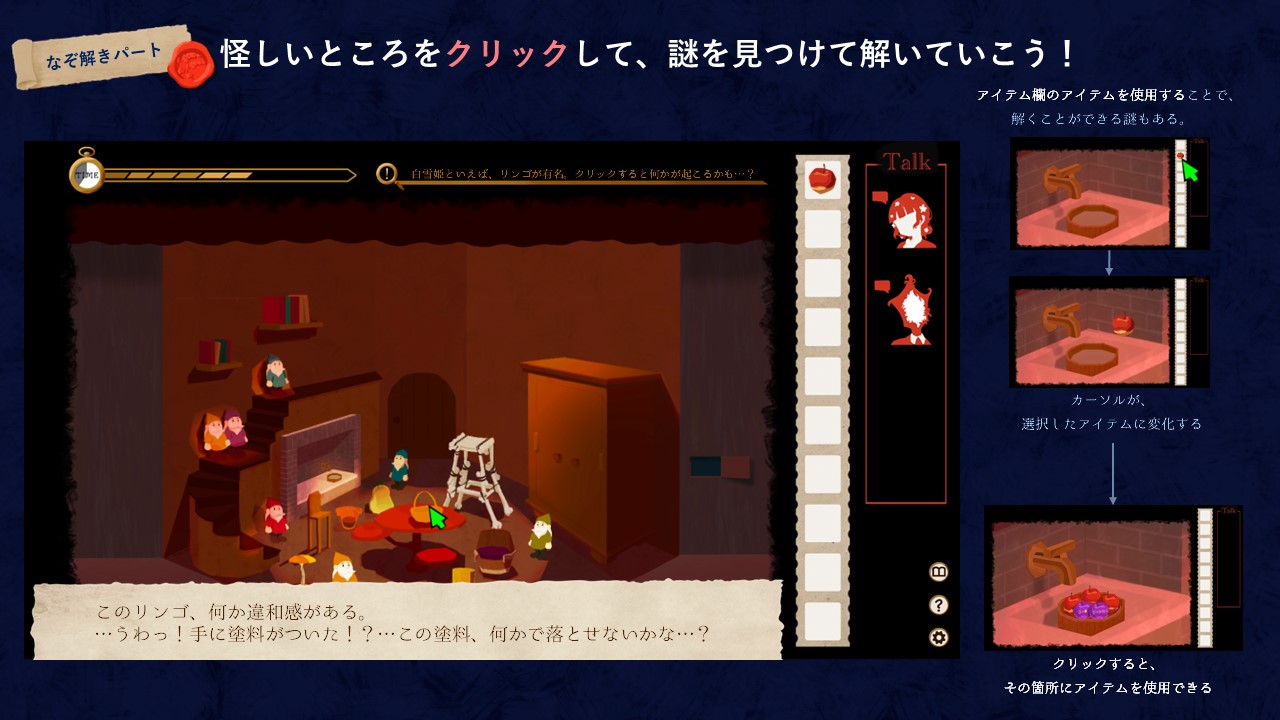 なぞ解きパート
怪しいところをクリックして、謎を見つけて解いていこう！
アイテム欄のアイテムを使用することで、
解くことができる謎もある。
TIME
白雪姫といえば、リンゴが有名。クリックすると何かが起こるかも…？
Talk
このリンゴ、何か違和感がある。
…うわっ！手に塗料がついた！？…この塗料、何かで落とせないかな…？
カーソルが、
選択したアイテムに変化する
Talk
クリックすると、
その箇所にアイテムを使用できる